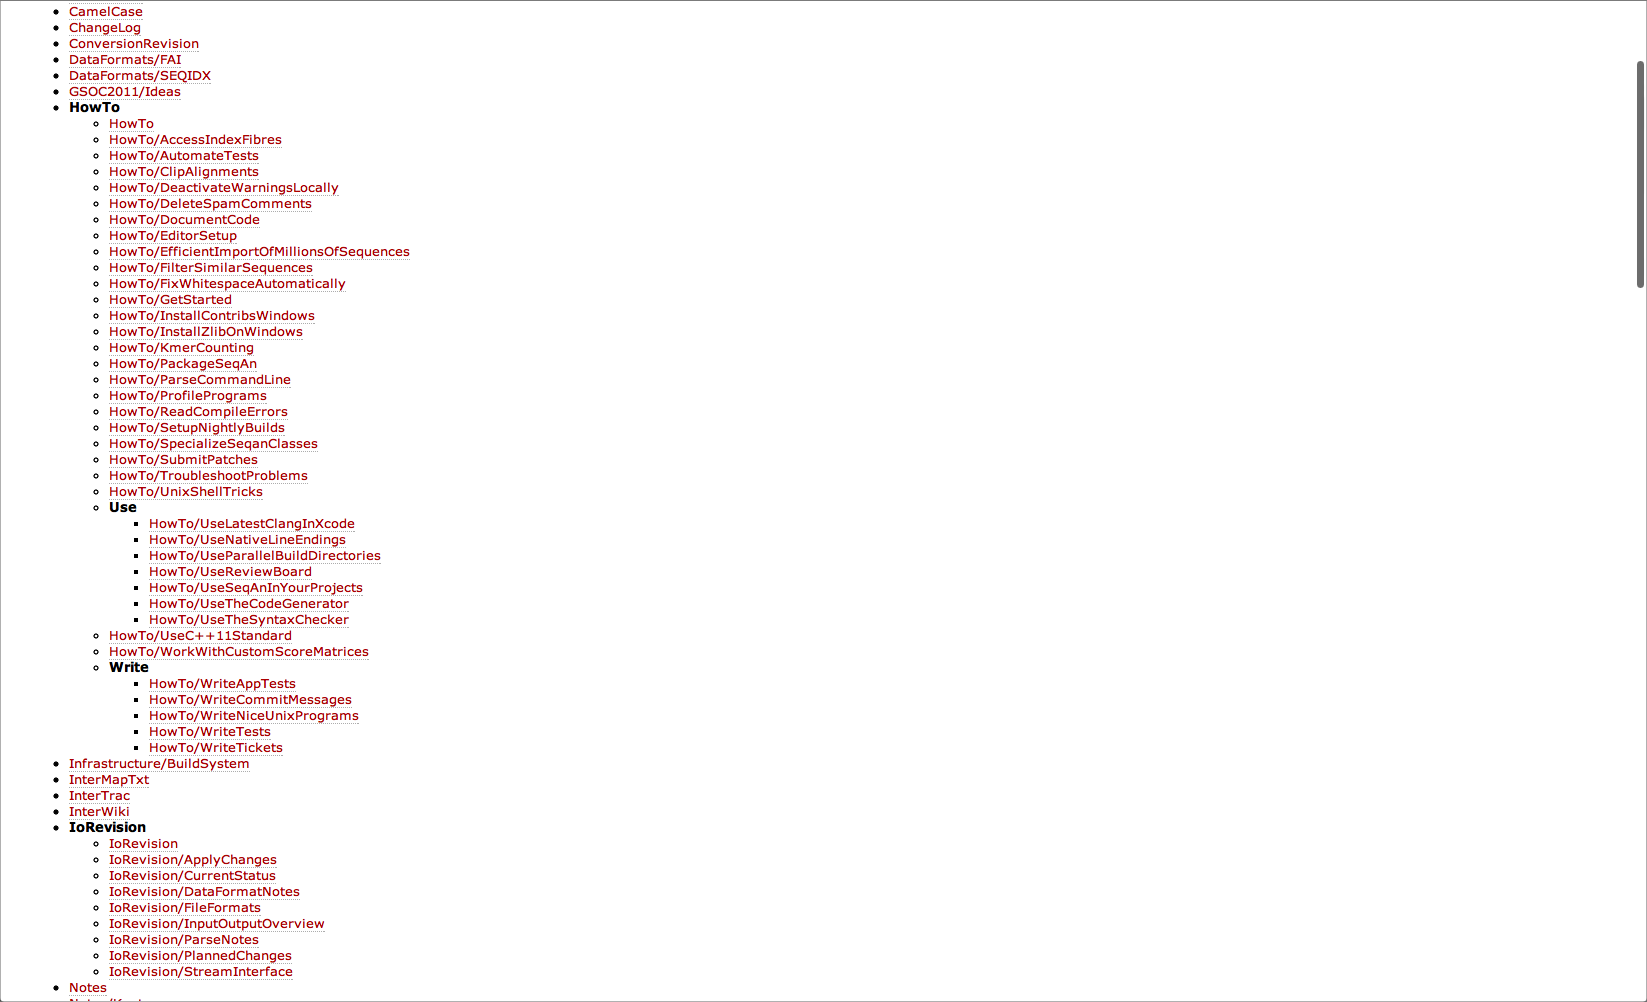 CamelCase
ChangeLog
ConversionRevision
DataFormats/FAI
DataFormats/SEQIDX
GSOC2011/Ideas
HowTo
HowTo
HowTo/AccessIndexFibres
HowTo/AutomateTests
HowTo/ClipAlignments
HowTo/DeactivateWarningsLocally
HowTo/DeleteSpamComments
HowTo/DocumentCode
HowTo/EditorSetup
HowTo/EfficientImportOfMillionsOfSequences
HowTo/FilterSimilarSequences
HowTo/FixWhitespaceAutomatically
HowTo/GetStarted
HowTo/InstallContribsWindows
HowTo/InstallZlibOnWindows
HowTo/KmerCounting
HowTo/PackageSeqAn
HowTo/ParseCommandLine
HowTo/ProfilePrograms
HowTo/ReadCompileErrors
HowTo/SetupNightlyBuilds
HowTo/SpecializeSeqanClasses
HowTo/SubmitPatches
HowTo/TroubleshootProblems
HowTo/UnixShellTricks
Use
HowTo/UseLatestClangInXcode
HowTo/UseNativeLineEndings
HowTo/UseParallelBuildDirectories
HowTo/UseReviewBoard
HowTo/UseSeqAnInYourProjects
HowTo/UseTheCodeGenerator
HowTo/UseTheSyntaxChecker
HowTo/UseC++11Standard
HowTo/WorkWithCustomScoreMatrices
Write
HowTo/WriteAppTests
HowTo/WriteCommitMessages
HowTo/WriteNiceUnixPrograms
HowTo/WriteTests
HowTo/WriteTickets
Infrastructure/BuildSystem
InterMapTxt
InterTrac
InterWiki
IoRevision
IoRevision
IoRevision/ApplyChanges
IoRevision/CurrentStatus
IoRevision/DataFormatNotes
IoRevision/FileFormats
IoRevision/InputOutputOverview
IoRevision/ParseNotes
IoRevision/PlannedChanges
IoRevision/StreamInterface
Notes